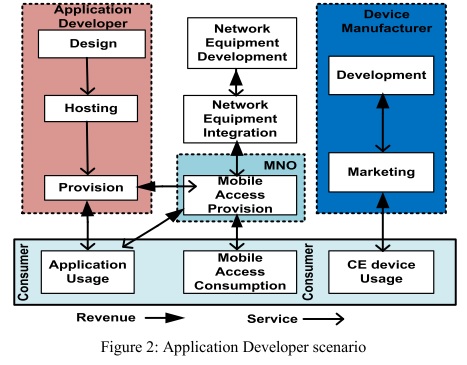 Application
Developer
Design
Hosting
Provision
Network
Equipment
Development
Network
Equipment
Integration
MNO
Mobile
Access
Provision
Device
Manufacturer
Development
Marketing
Consumer
Application
Usage
Mobile
Access
Consumption
Consumer
CE device
Usage
Revenue
Service
Figure 2: Application Developer scenario